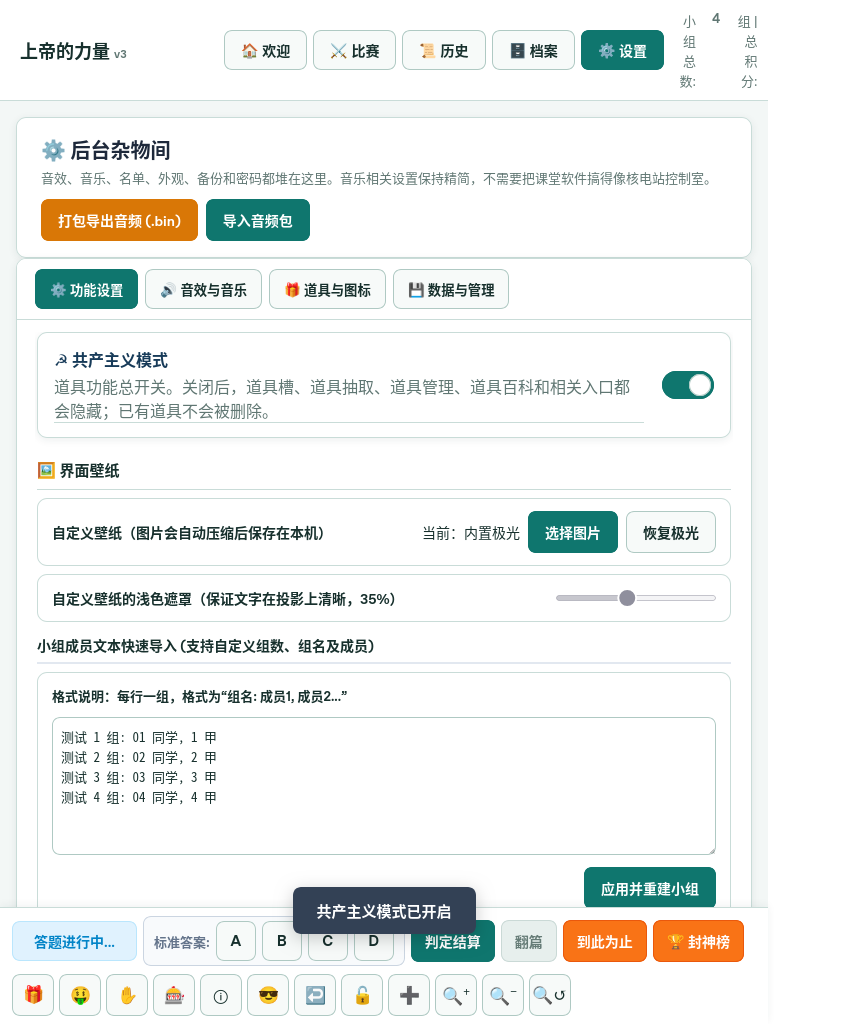 上帝的力量 v3
🏠 欢迎
⚔️ 比赛
📜 历史
🗄️ 档案
⚙️ 设置
小组总数:
4
组 | 总积分:
⚙️ 后台杂物间
音效、音乐、名单、外观、备份和密码都堆在这里。音乐相关设置保持精简，不需要把课堂软件搞得像核电站控制室。
打包导出音频 (.bin)
导入音频包
⚙️ 功能设置
🔊 音效与音乐
🎁 道具与图标
💾 数据与管理
☭ 共产主义模式
道具功能总开关。关闭后，道具槽、道具抽取、道具管理、道具百科和相关入口都
会隐藏；已有道具不会被删除。
🖼️ 界面壁纸
自定义壁纸（图片会自动压缩后保存在本机）
当前：内置极光
选择图片
恢复极光
自定义壁纸的浅色遮罩（保证文字在投影上清晰，35%）
小组成员文本快速导入 (支持自定义组数、组名及成员)
格式说明：每行一组，格式为“组名: 成员1, 成员2...”
测试 1 组: 01 同学, 1 甲
测试 2 组: 02 同学, 2 甲
测试 3 组: 03 同学, 3 甲
测试 4 组: 04 同学, 4 甲
应用并重建小组
共产主义模式已开启
答题进行中...
标准答案:
A
B
C
D
判定结算
翻篇
到此为止
🏆 封神榜